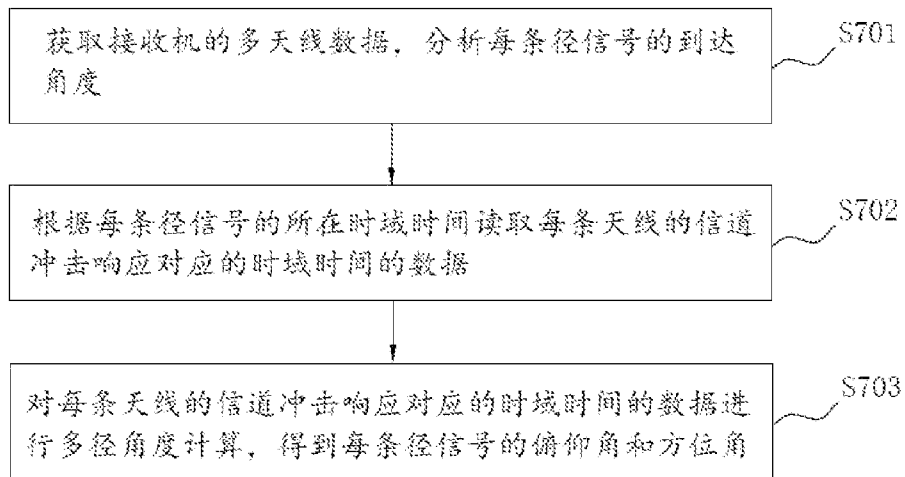 获取接收机的多天线数据，分析每条径信号的到达
角度
S701
根据每条径信号的所在时域时间读取每条天线的信道
冲击响应对应的时域时间的数据
S702
对每条天线的信道冲击响应对应的时域时间的数据进
行多径角度计算，得到每条径信号的俯仰角和方位角
S703